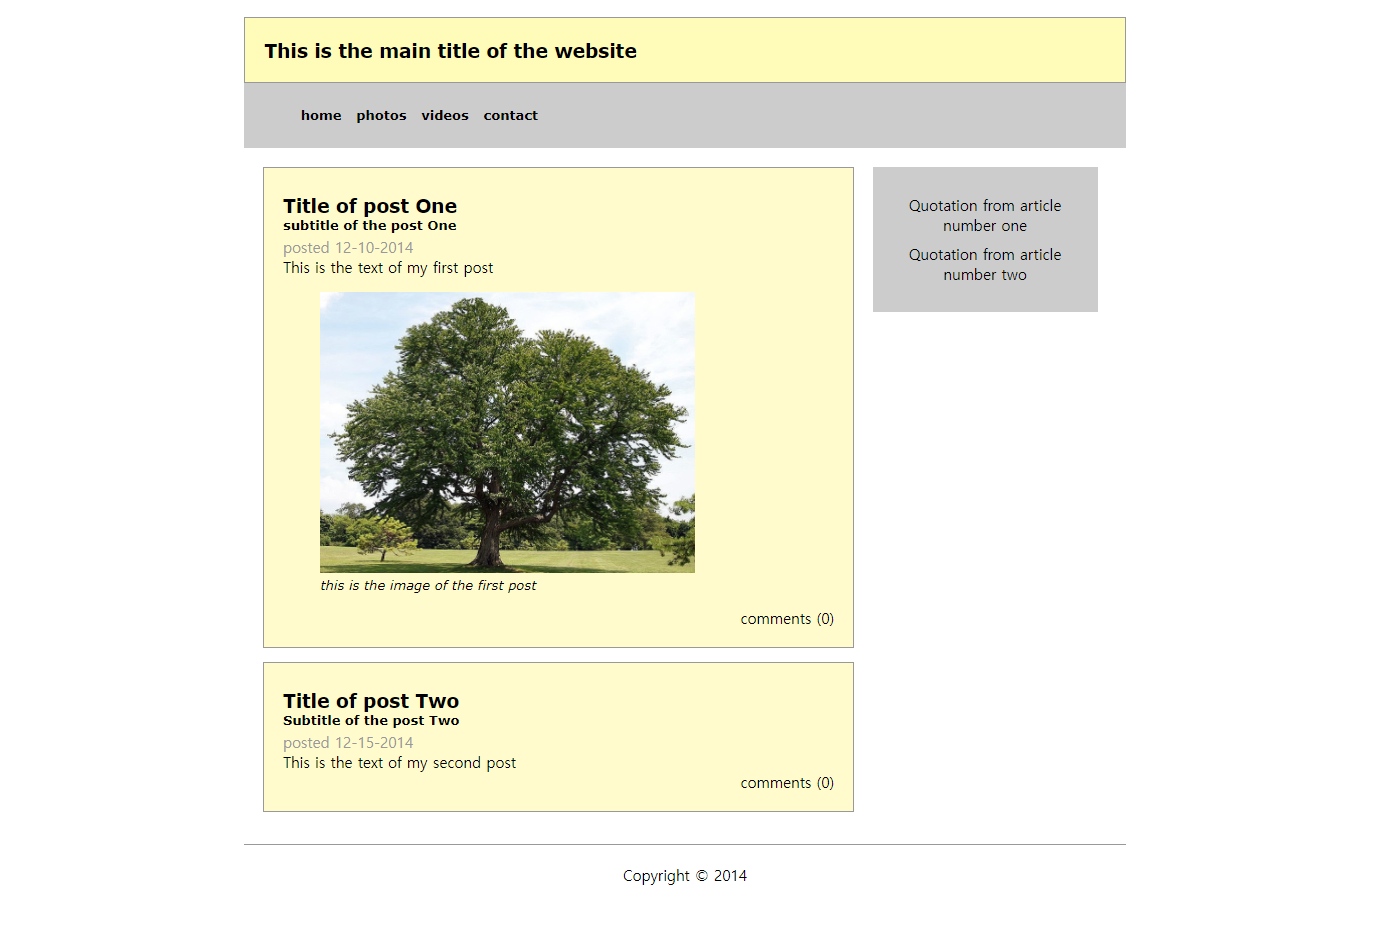 This is the main title of the website
home photos videos contact
Title of post One
subtitle of the post One
posted 12-10-2014
This is the text of my first post
this is the image of the first post
comments (0)
Title of post Two
Subtitle of the post Two
posted 12-15-2014
This is the text of my second post
comments (0)
Quotation from article
number one
Quotation from article
number two
Copyright © 2014